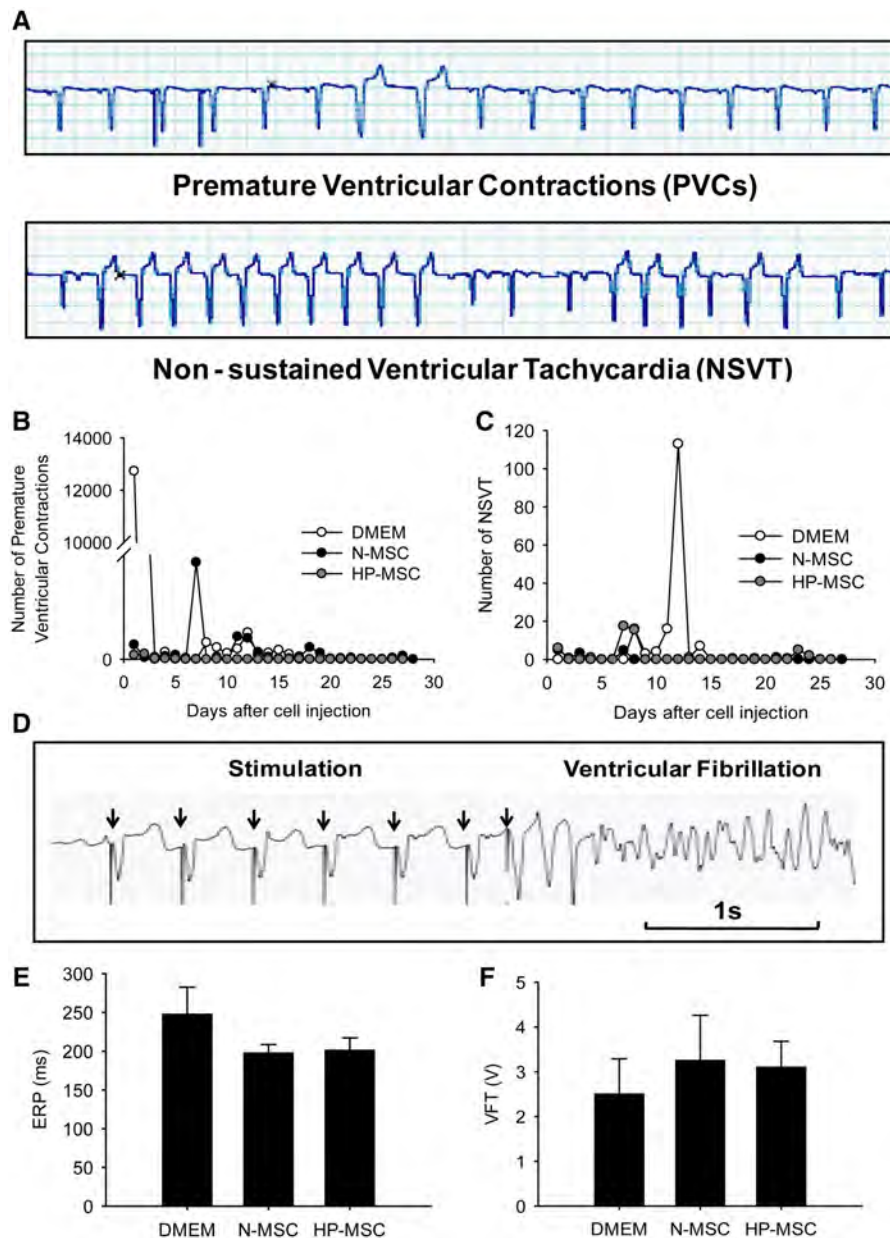 A
Premature Ventricular Contractions (PVCs)
Non - sustained Ventricular Tachycardia (NSVT)
B
Number of Premature
Ventricular Contractions
14000
12000
10000
0
0 5 10 15 20 25 30
Days after cell injection
DMEM
N-MSC
HP-MSC
C
Number of NSVT
120
100
80
60
40
20
0
0 5 10 15 20 25 30
Days after cell injection
DMEM
N-MSC
HP-MSC
D
Stimulation
Ventricular Fibrillation
1s
E
ERP (ms)
300
250
200
150
100
50
0
DMEM N-MSC HP-MSC
F
VFT (V)
5
4
3
2
1
0
DMEM N-MSC HP-MSC